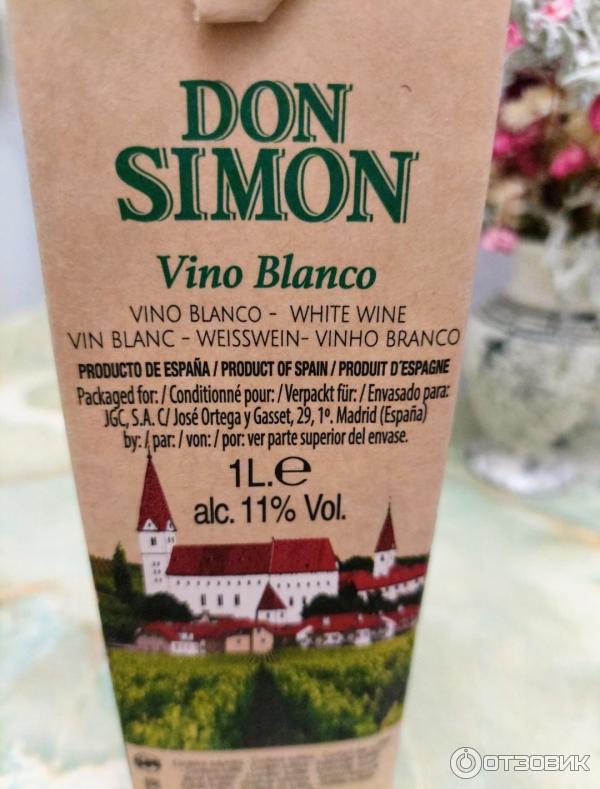 DON
SIMON
Vino Blanco
VINO BLANCO - WHITE WINE
VIN BLANC - WEISSWEIN- VINHO BRANCO
PRODUCTO DE ESPAÑA / PRODUCT OF SPAIN / PRODUIT D'ESPAGNE
Packaged for: / Conditionné pour: / Verpackt für: / Envasado para:
JGC, S.A. C/ José Ortega y Gasset, 29, 1º. Madrid (España)
by: / par: / von: / por: ver parte superior del envase.
1L.℮
alc. 11% Vol.
ОТЗОВИК